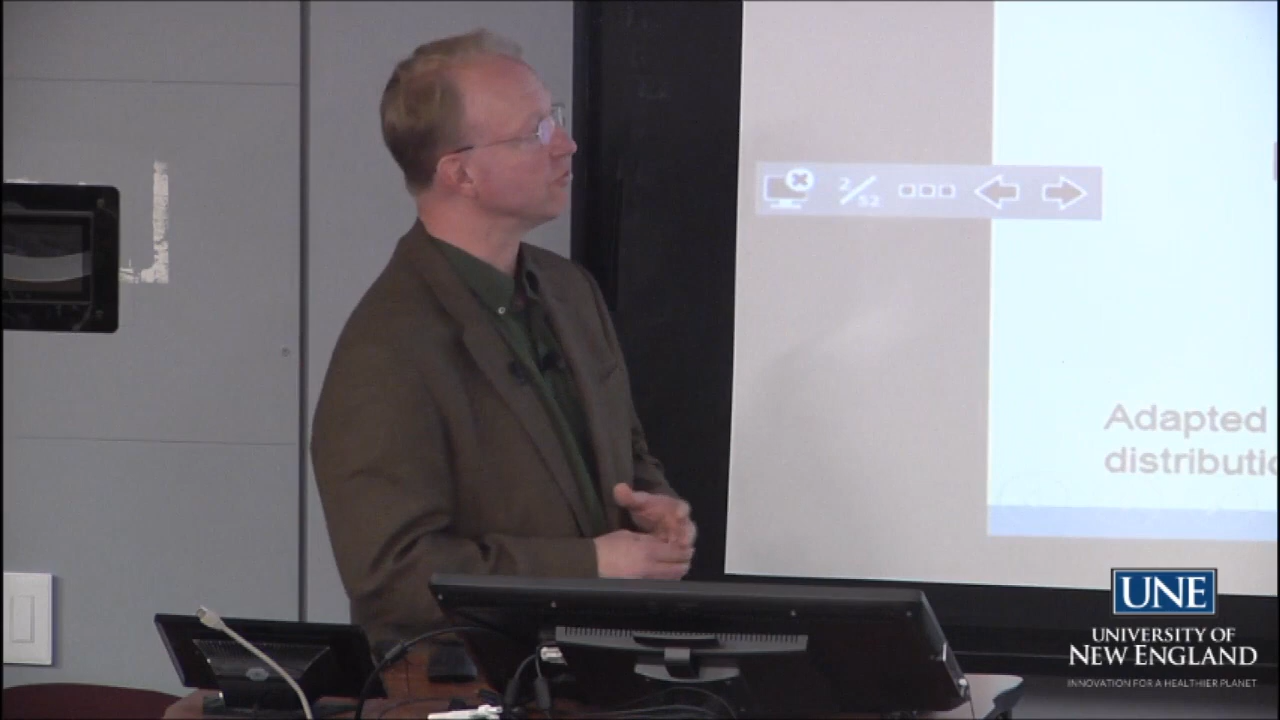 2/52
Adapted
distributio
UNE
UNIVERSITY OF
NEW ENGLAND
INNOVATION FOR A HEALTHIER PLANET